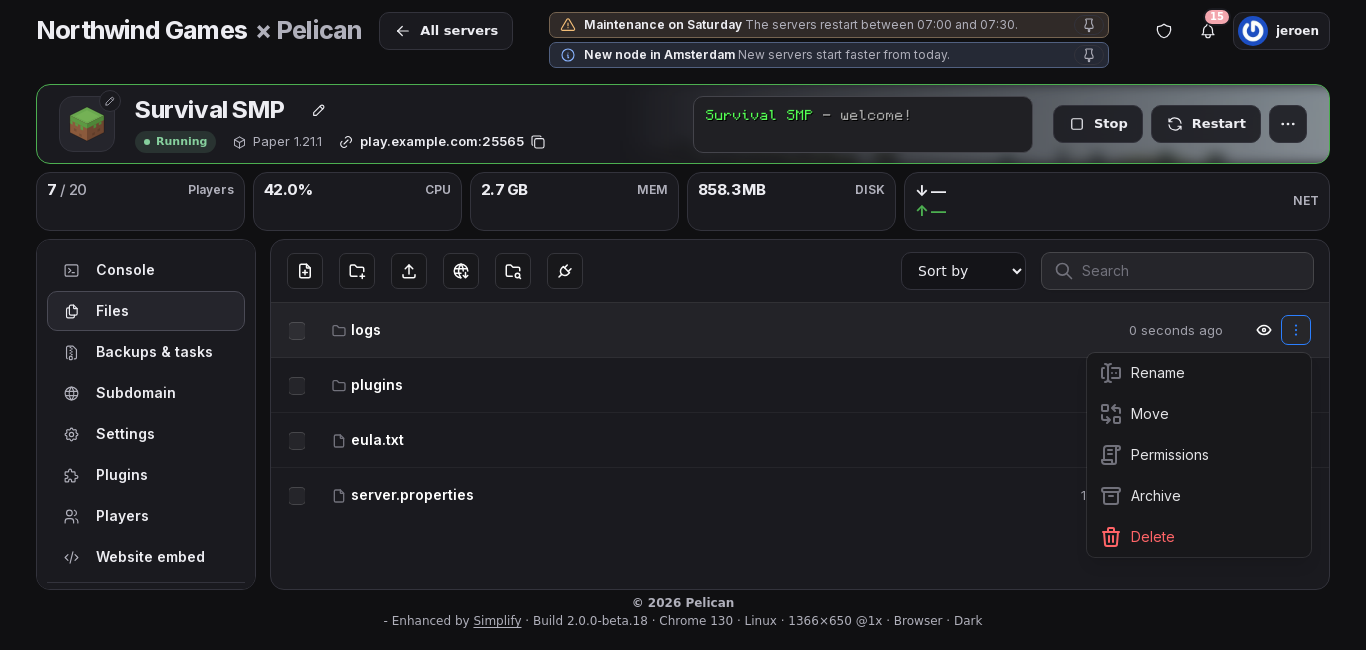 Northwind Games × Pelican
All servers
Maintenance on Saturday The servers restart between 07:00 and 07:30.
New node in Amsterdam New servers start faster from today.
15
jeroen
Survival SMP
Running
Paper 1.21.1
play.example.com:25565
Survival SMP - welcome!
Stop
Restart
7 / 20 Players
42.0% CPU
2.7 GB MEM
858.3 MB DISK
NET
Console
Files
Backups & tasks
Subdomain
Settings
Plugins
Players
Website embed
Sort by
Search
logs
0 seconds ago
plugins
eula.txt
server.properties
Rename
Move
Permissions
Archive
Delete
© 2026 Pelican
- Enhanced by Simplify · Build 2.0.0-beta.18 · Chrome 130 · Linux · 1366×650 @1x · Browser · Dark